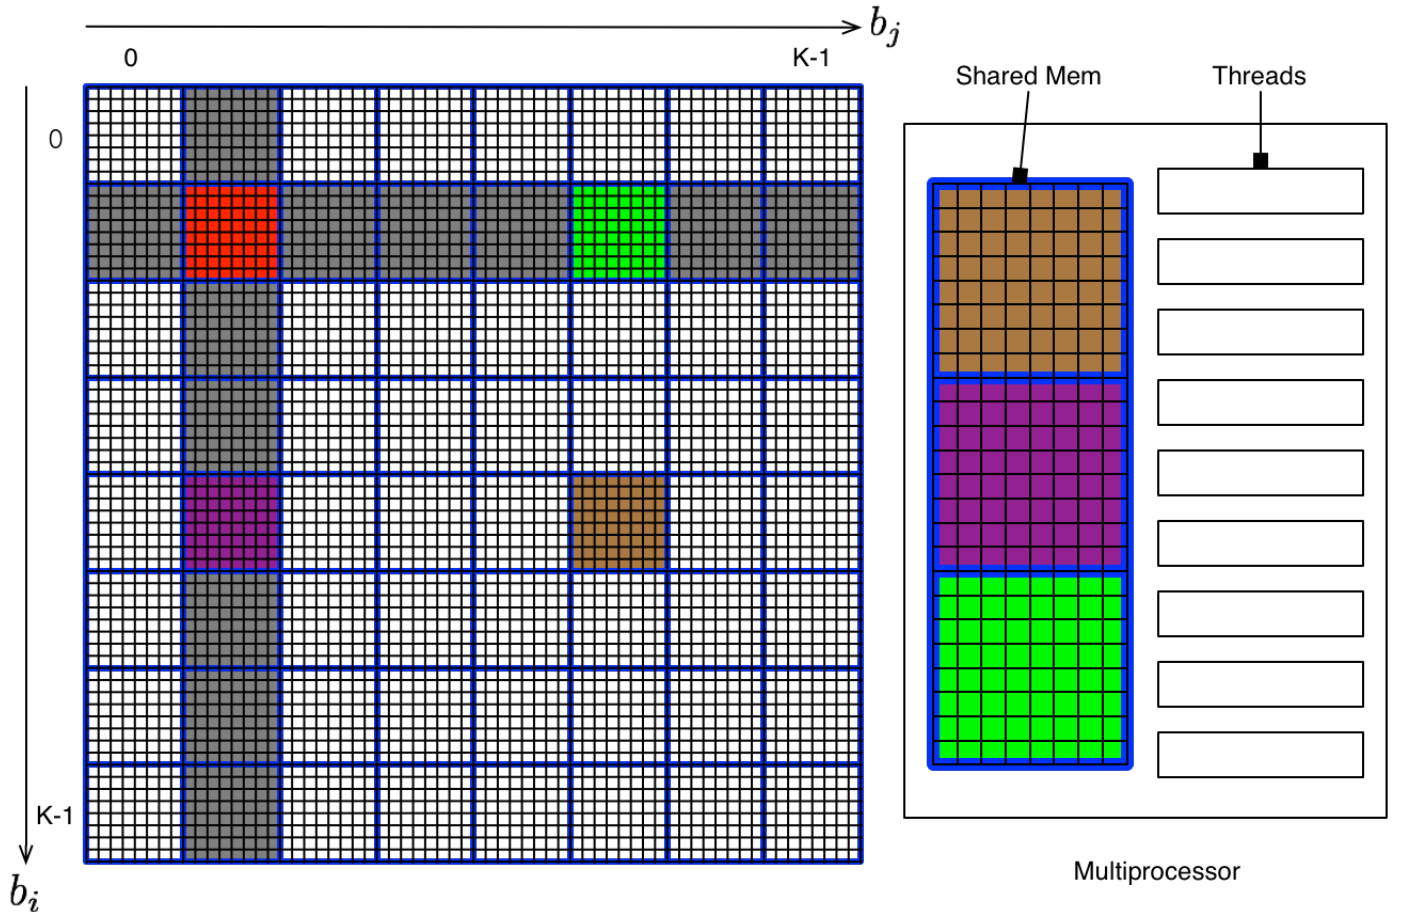 b_j
0
K-1
Shared Mem
Threads
0
K-1
b_i
Multiprocessor